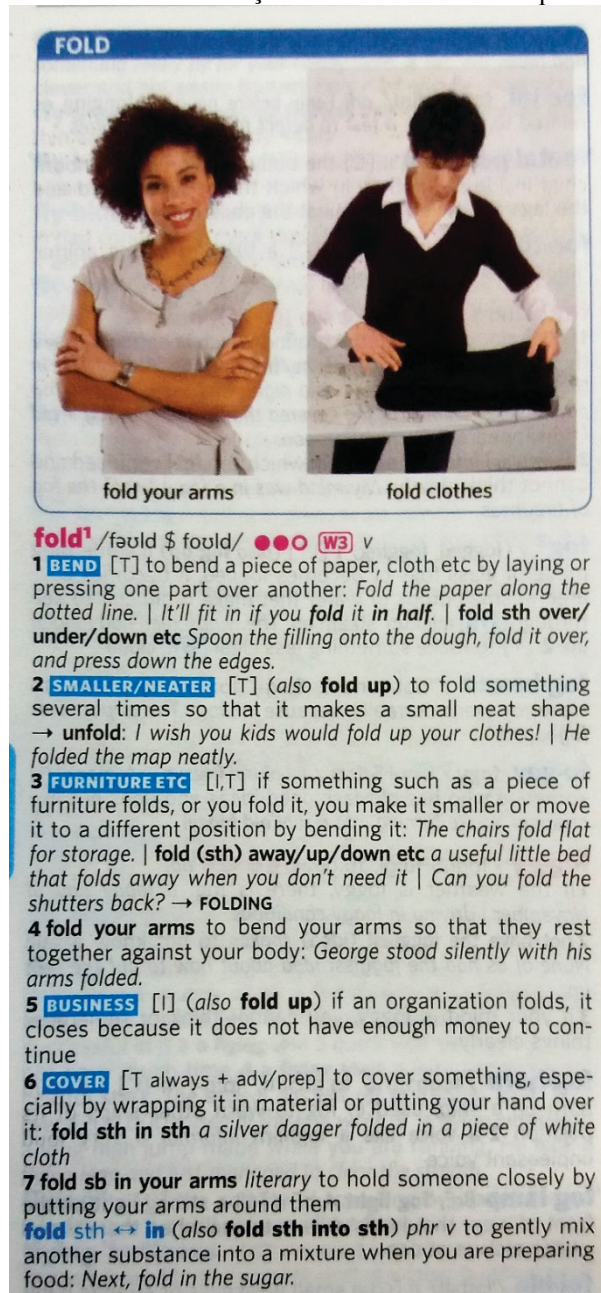 FOLD
fold your arms
fold clothes
fold¹ /fəʊld $ foʊld/ ●●○ W3 v
1 BEND [T] to bend a piece of paper, cloth etc by laying or
pressing one part over another: Fold the paper along the
dotted line. | It'll fit in if you fold it in half. | fold sth over/
under/down etc Spoon the filling onto the dough, fold it over,
and press down the edges.
2 SMALLER/NEATER [T] (also fold up) to fold something
several times so that it makes a small neat shape
→ unfold: I wish you kids would fold up your clothes! | He
folded the map neatly.
3 FURNITURE ETC [I,T] if something such as a piece of
furniture folds, or you fold it, you make it smaller or move
it to a different position by bending it: The chairs fold flat
for storage. | fold (sth) away/up/down etc a useful little bed
that folds away when you don't need it | Can you fold the
shutters back? → FOLDING
4 fold your arms to bend your arms so that they rest
together against your body: George stood silently with his
arms folded.
5 BUSINESS [I] (also fold up) if an organization folds, it
closes because it does not have enough money to con-
tinue
6 COVER [T always + adv/prep] to cover something, espe-
cially by wrapping it in material or putting your hand over
it: fold sth in sth a silver dagger folded in a piece of white
cloth
7 fold sb in your arms literary to hold someone closely by
putting your arms around them
fold sth ↔ in (also fold sth into sth) phr v to gently mix
another substance into a mixture when you are preparing
food: Next, fold in the sugar.